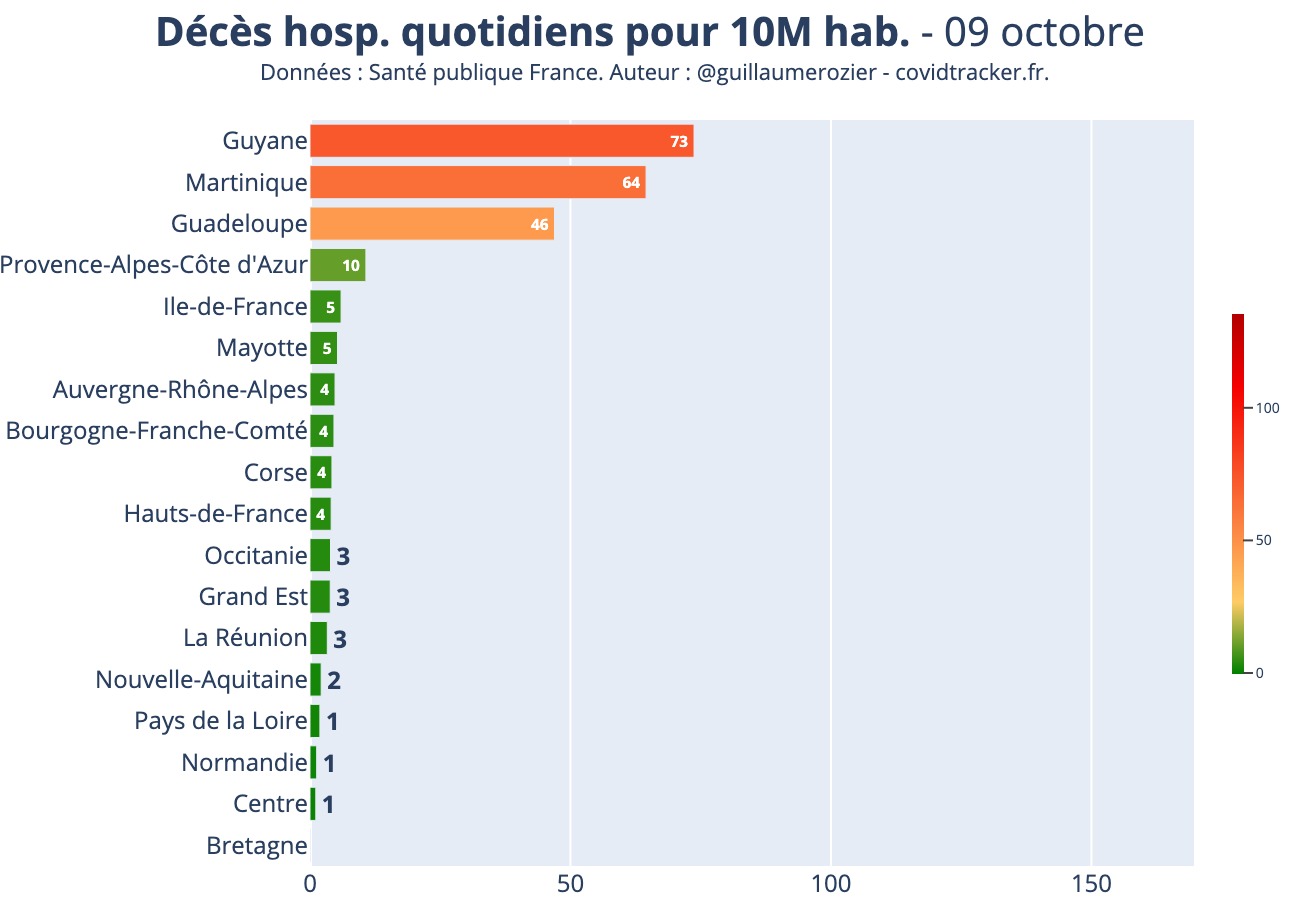 Décès hosp. quotidiens pour 10M hab. - 09 octobre
Données : Santé publique France. Auteur : @guillaumerozier - covidtracker.fr.
Guyane 73
Martinique 64
Guadeloupe 46
Provence-Alpes-Côte d'Azur 10
Ile-de-France 5
Mayotte 5
Auvergne-Rhône-Alpes 4
Bourgogne-Franche-Comté 4
Corse 4
Hauts-de-France 4
Occitanie 3
Grand Est 3
La Réunion 3
Nouvelle-Aquitaine 2
Pays de la Loire 1
Normandie 1
Centre 1
Bretagne
0 50 100 150
100
50
0